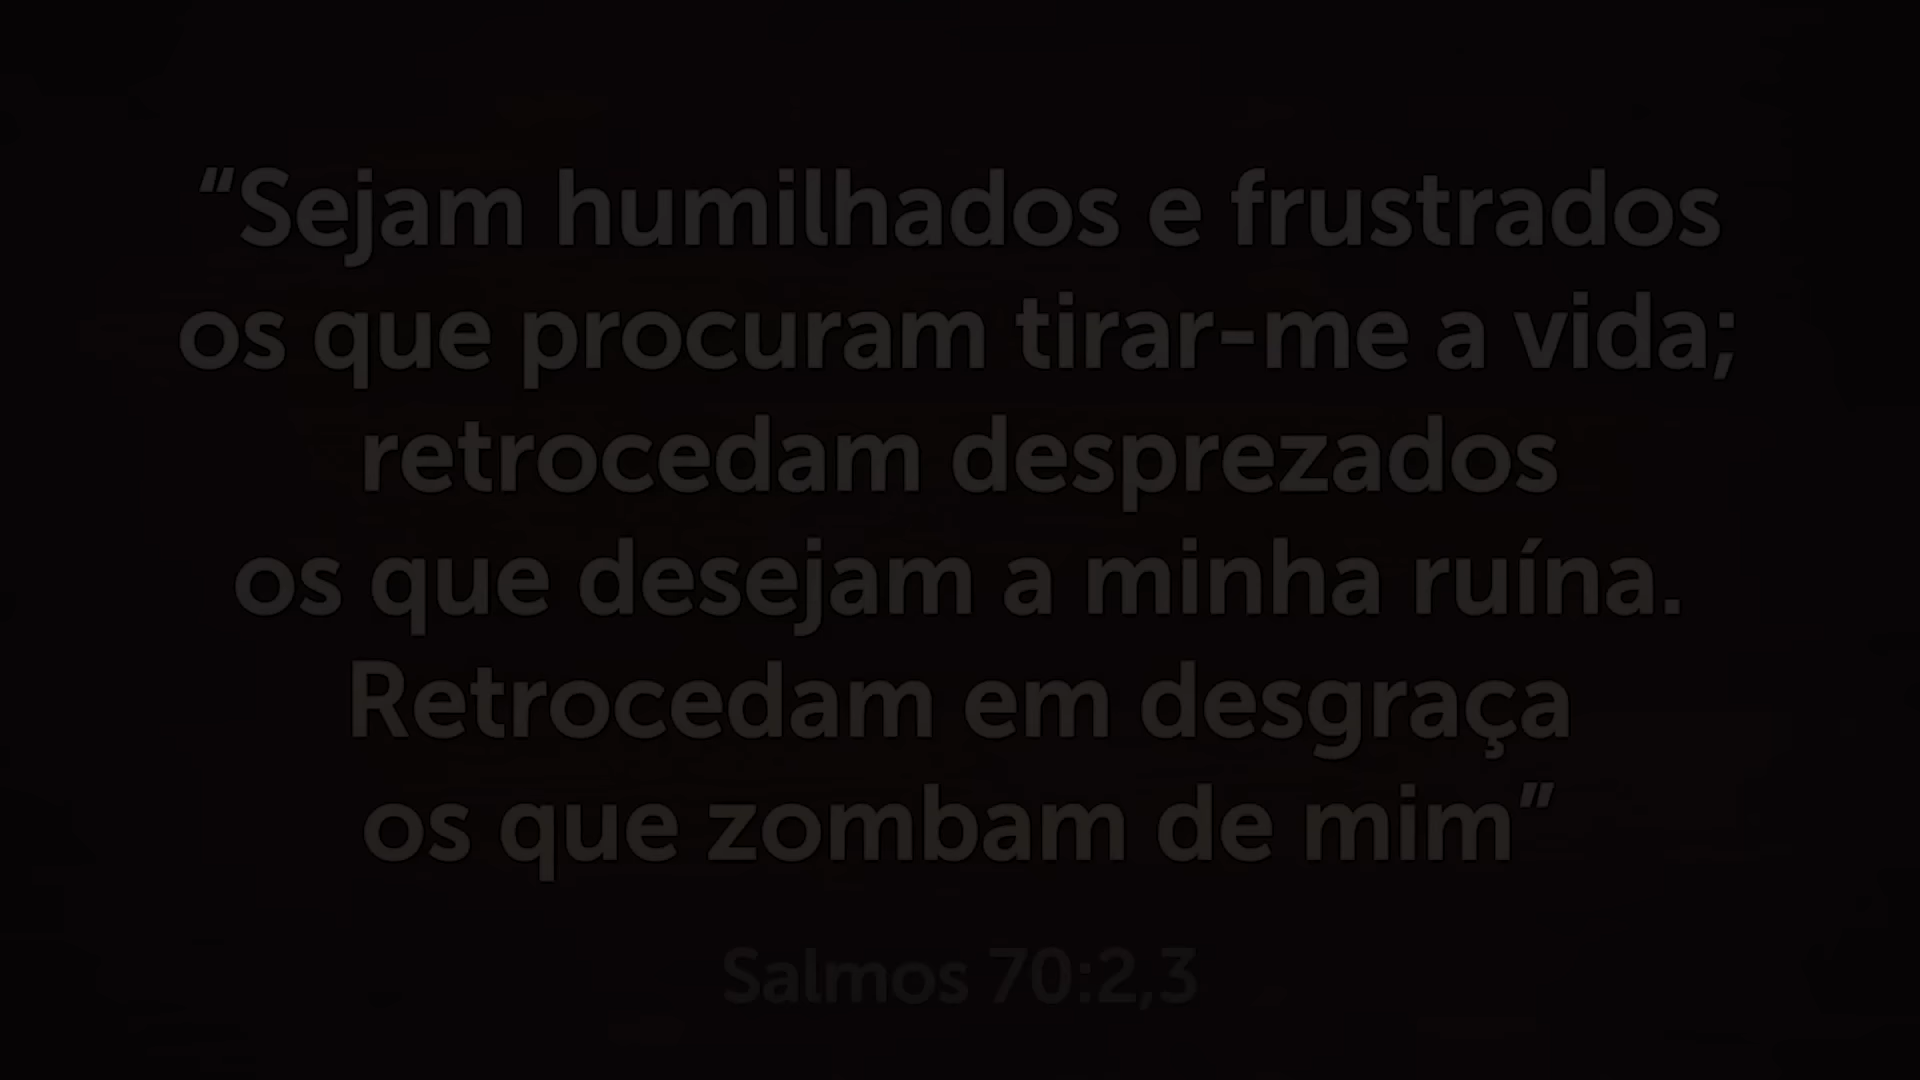 “Sejam humilhados e frustrados
os que procuram tirar-me a vida;
retrocedam desprezados
os que desejam a minha ruína.
Retrocedam em desgraça
os que zombam de mim”
Salmos 70:2,3